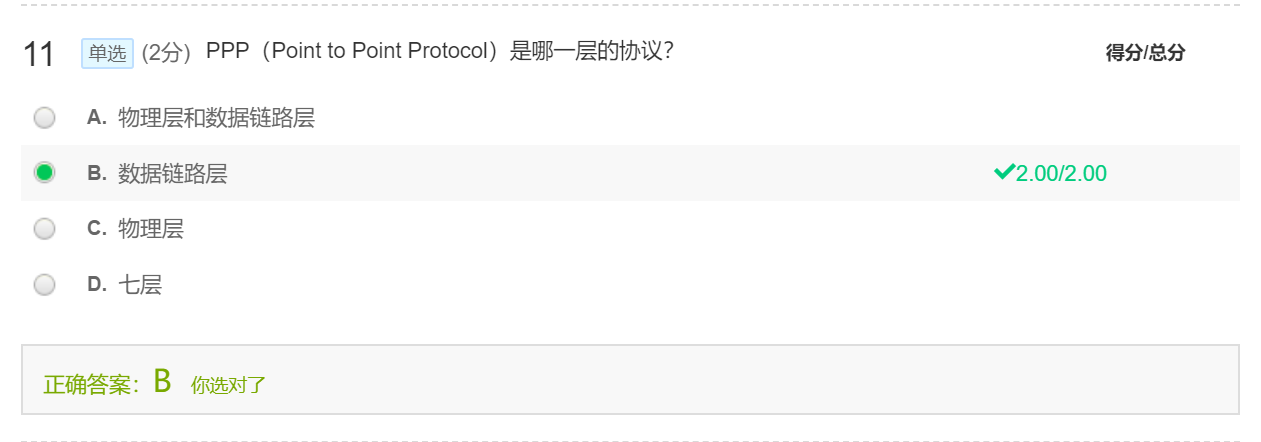 11 单选 (2分) PPP（Point to Point Protocol）是哪一层的协议？ 得分/总分
A. 物理层和数据链路层
B. 数据链路层 2.00/2.00
C. 物理层
D. 七层
正确答案：B 你选对了